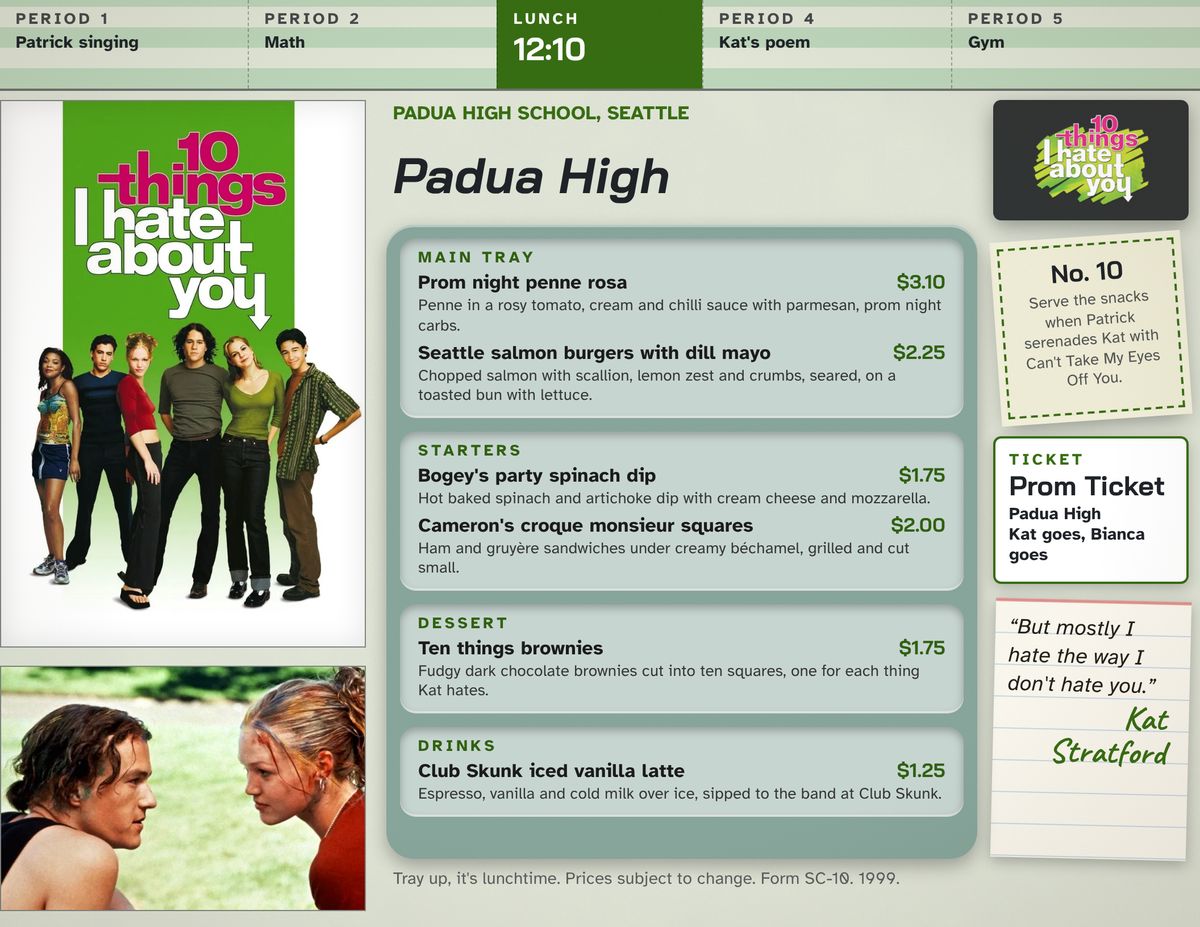 PERIOD 1
Patrick singing
PERIOD 2
Math
LUNCH
12:10
PERIOD 4
Kat's poem
PERIOD 5
Gym
10
things
I hate
about
you
PADUA HIGH SCHOOL, SEATTLE
Padua High
MAIN TRAY
Prom night penne rosa $3.10
Penne in a rosy tomato, cream and chilli sauce with parmesan, prom night
carbs.
Seattle salmon burgers with dill mayo $2.25
Chopped salmon with scallion, lemon zest and crumbs, seared, on a
toasted bun with lettuce.
STARTERS
Bogey's party spinach dip $1.75
Hot baked spinach and artichoke dip with cream cheese and mozzarella.
Cameron's croque monsieur squares $2.00
Ham and gruyère sandwiches under creamy béchamel, grilled and cut
small.
DESSERT
Ten things brownies $1.75
Fudgy dark chocolate brownies cut into ten squares, one for each thing
Kat hates.
DRINKS
Club Skunk iced vanilla latte $1.25
Espresso, vanilla and cold milk over ice, sipped to the band at Club Skunk.
Tray up, it's lunchtime. Prices subject to change. Form SC-10. 1999.
10
things
I hate
about
you
No. 10
Serve the snacks
when Patrick
serenades Kat with
Can't Take My Eyes
Off You.
TICKET
Prom Ticket
Padua High
Kat goes, Bianca
goes
“But mostly I
hate the way I
don't hate you.”
Kat
Stratford